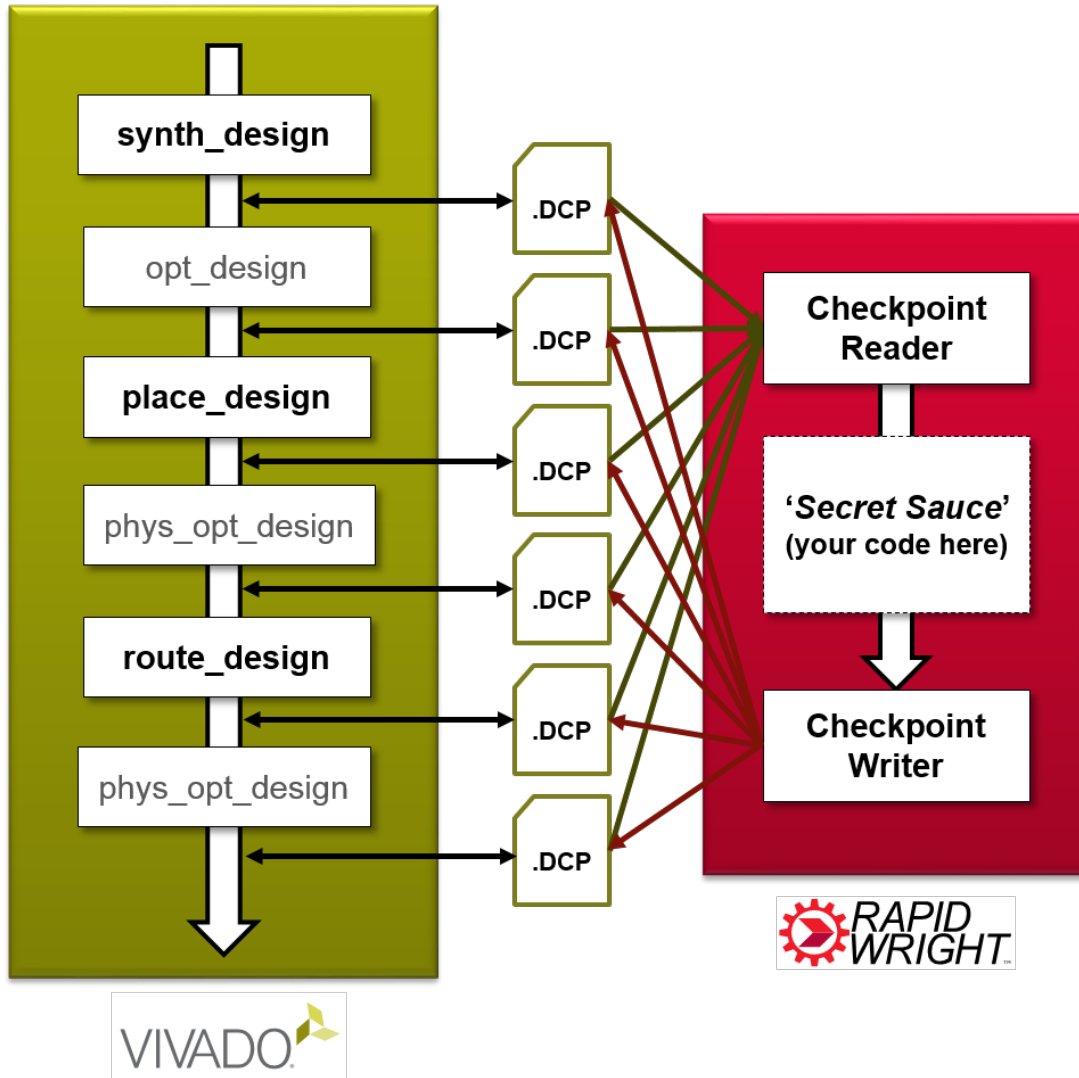 synth_design
opt_design
place_design
phys_opt_design
route_design
phys_opt_design
.DCP
.DCP
.DCP
.DCP
.DCP
.DCP
Checkpoint
Reader
‘Secret Sauce’
(your code here)
Checkpoint
Writer
RAPID
WRIGHT
VIVADO